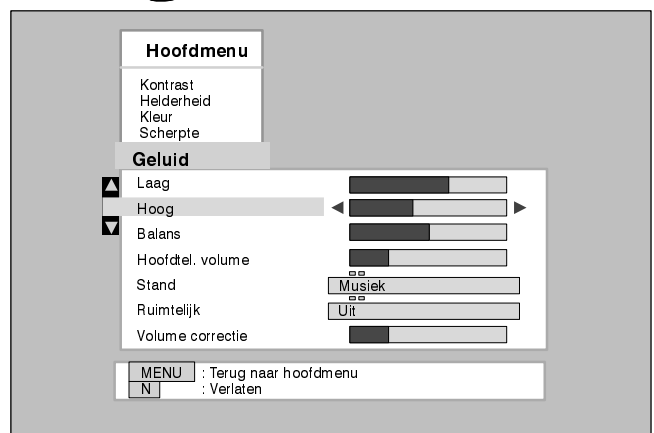 Hoofdmenu
Kontrast
Helderheid
Kleur
Scherpte
Geluid
Laag
Hoog
Balans
Hoofdtel. volume
Stand Musiek
Ruimtelijk Uit
Volume correctie
MENU : Terug naar hoofdmenu
N : Verlaten